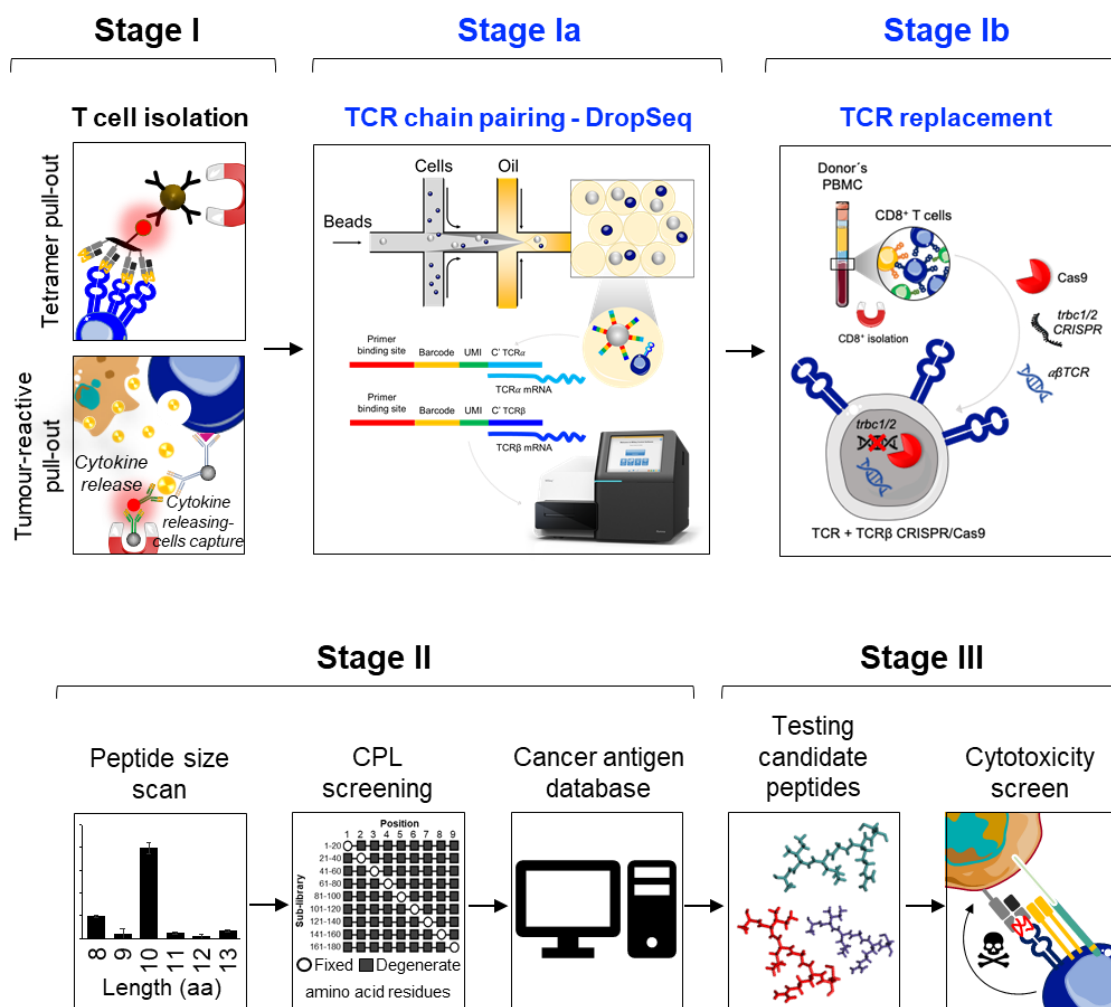 Stage I
Stage Ia
Stage Ib
T cell isolation
TCR chain pairing - DropSeq
TCR replacement
Tetramer pull-out
Tumour-reactive
pull-out
Cytokine
release
Cytokine
releasing-
cells capture
Cells
Oil
Beads
Primer
binding site
Barcode
UMI
C' TCRα
TCRα mRNA
Primer
binding site
Barcode
UMI
C' TCRβ
TCRβ mRNA
Donor´s
PBMC
CD8⁺ T cells
CD8⁺ isolation
Cas9
trbc1/2
CRISPR
αβTCR
trbc1/2
TCR + TCRβ CRISPR/Cas9
Stage II
Stage III
Peptide size
scan
CPL
screening
Cancer antigen
database
Testing
candidate
peptides
Cytotoxicity
screen
8 9 10 11 12 13
Length (aa)
Position
1 2 3 4 5 6 7 8 9
Sub-library
1-20
21-40
41-60
61-80
81-100
101-120
121-140
141-160
161-180
Fixed Degenerate
amino acid residues